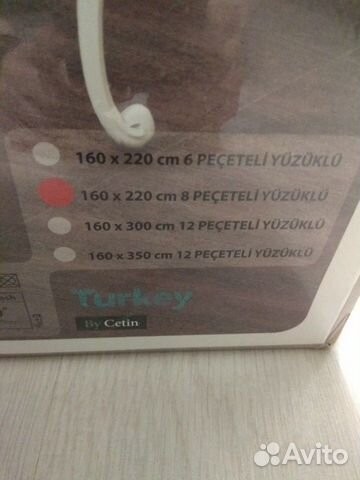 160 x 220 cm 6 PEÇETELİ YÜZÜKLÜ
160 x 220 cm 8 PEÇETELİ YÜZÜKLÜ
160 x 300 cm 12 PEÇETELİ YÜZÜKLÜ
160 x 350 cm 12 PEÇETELİ YÜZÜKLÜ
Turkey
By Cetin
Avito